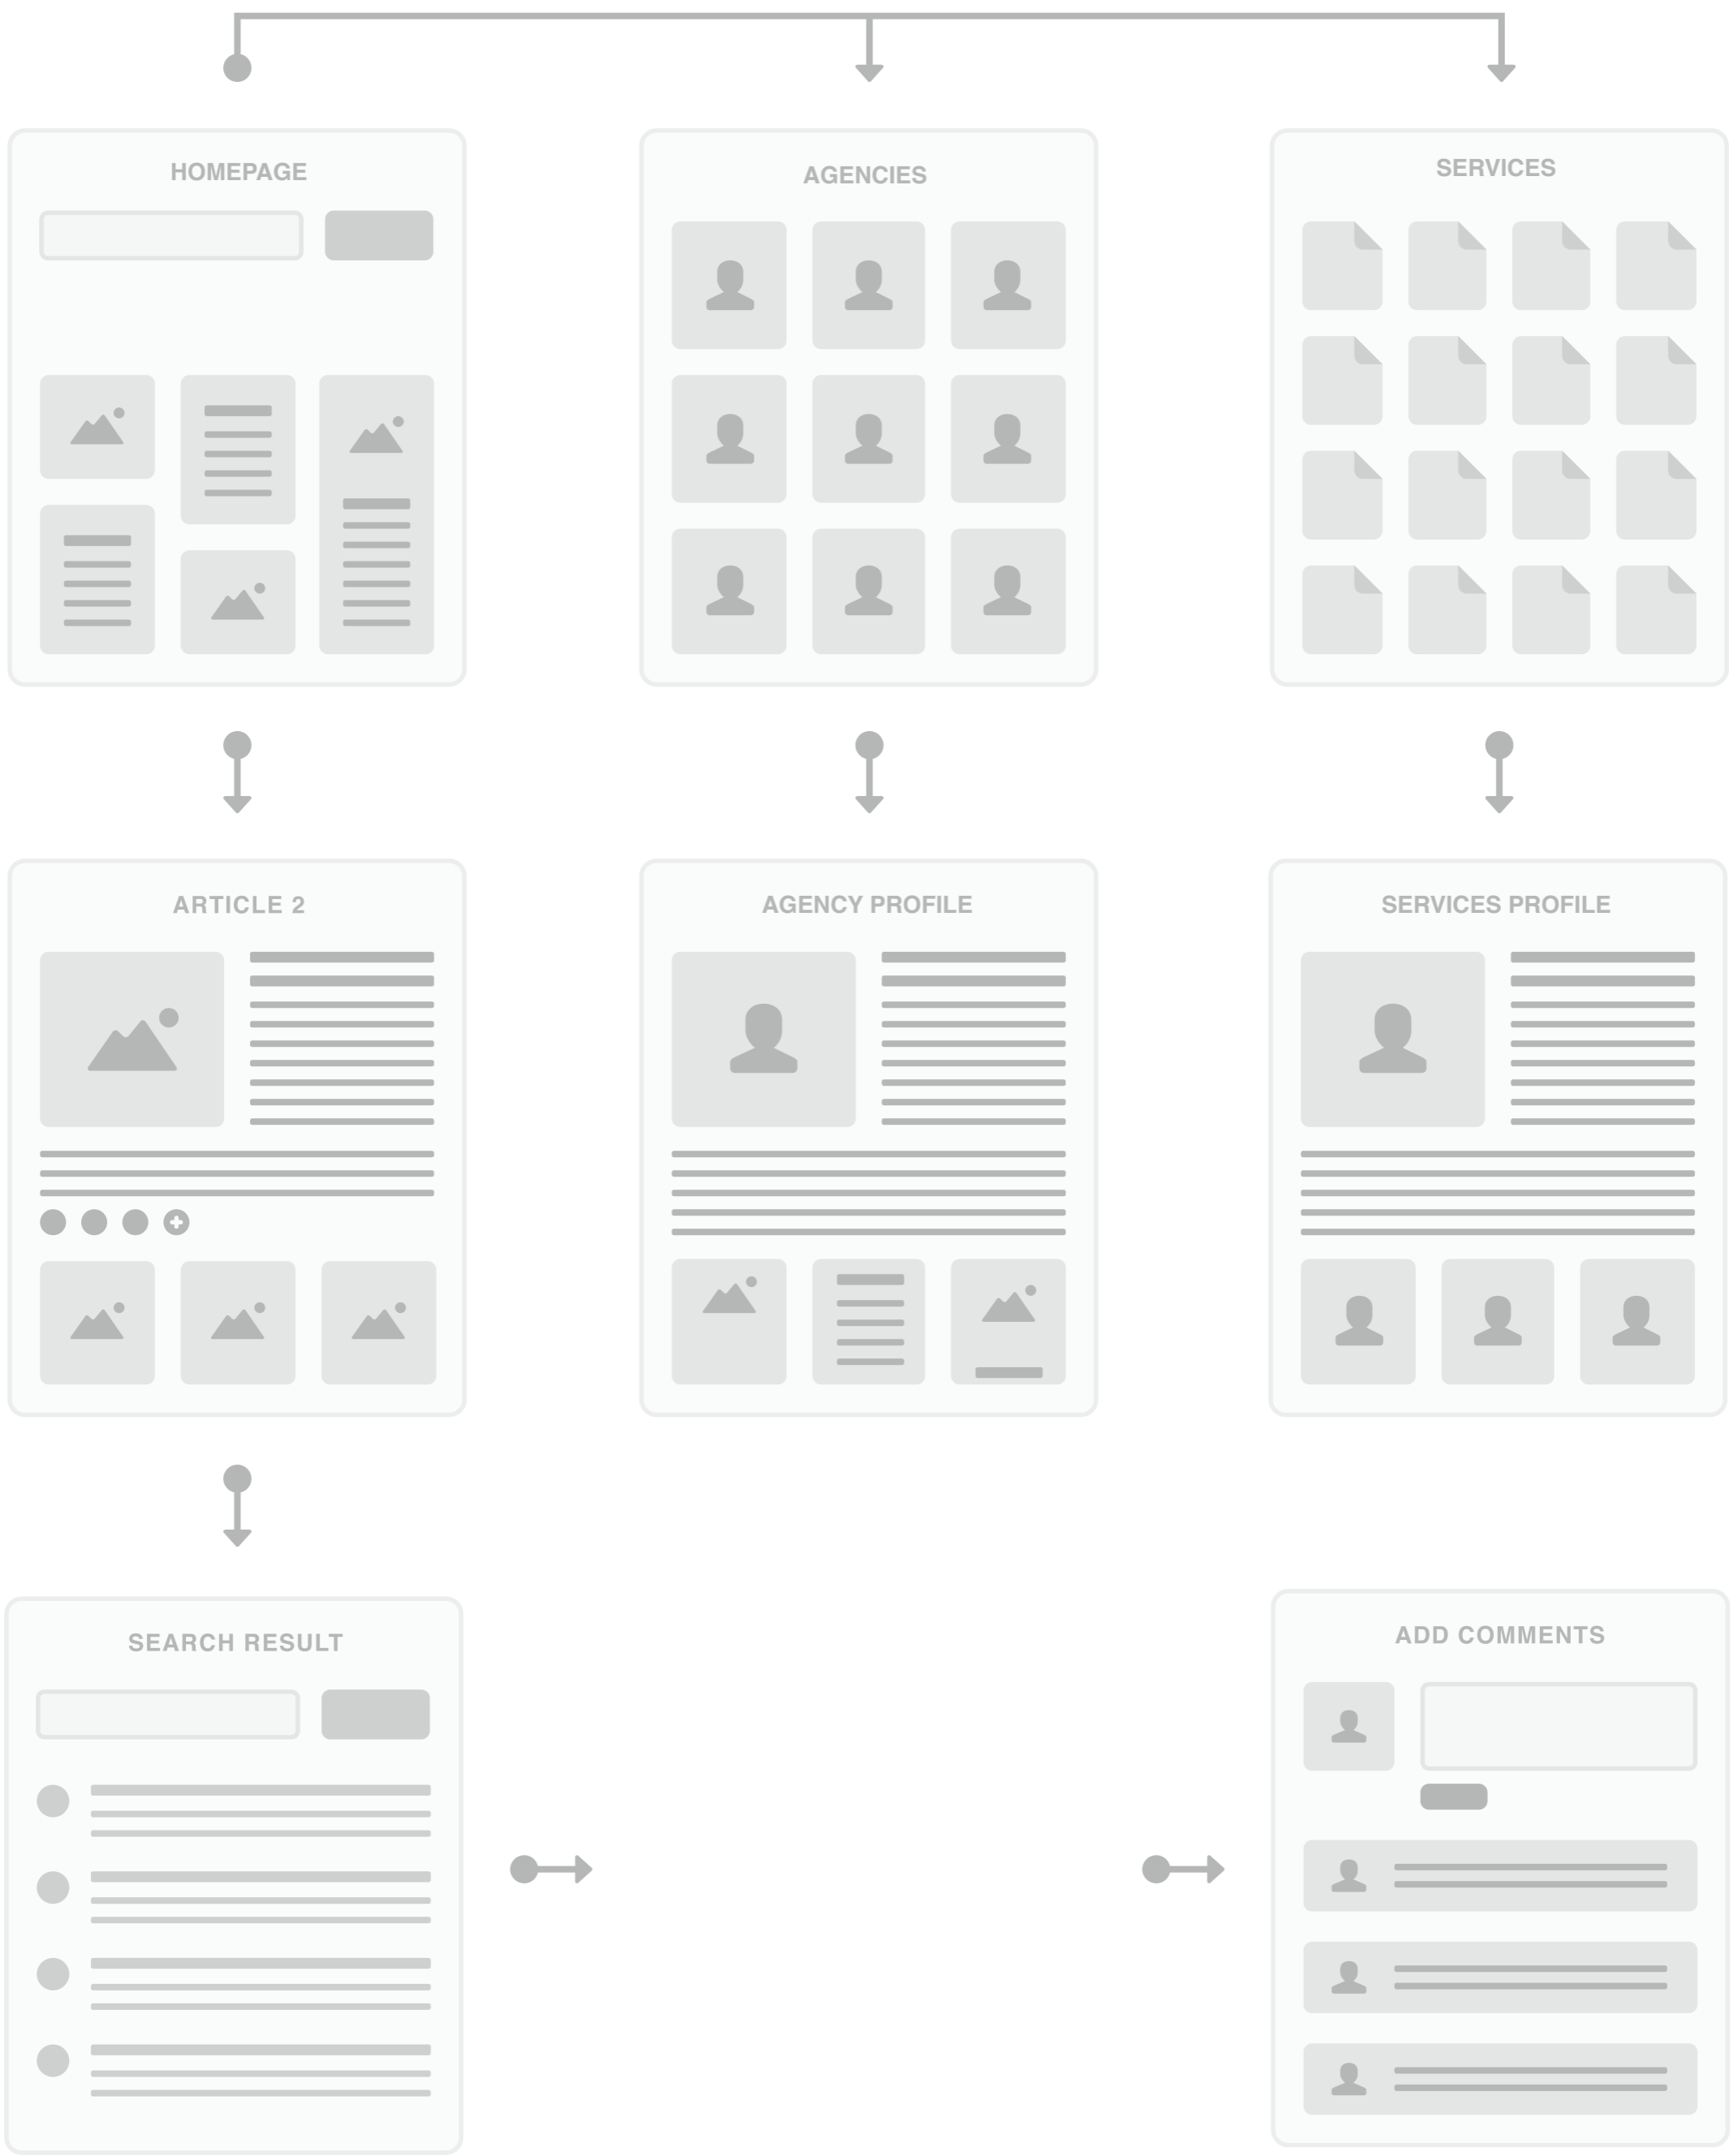 HOMEPAGE
AGENCIES
SERVICES
ARTICLE 2
AGENCY PROFILE
SERVICES PROFILE
SEARCH RESULT
ADD COMMENTS